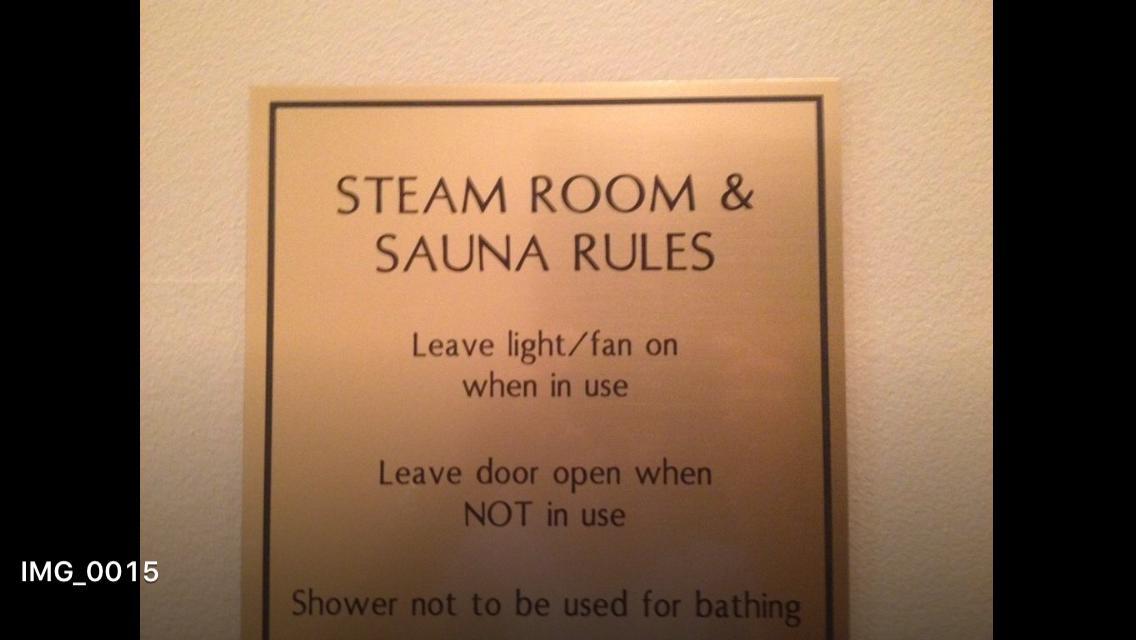 STEAM ROOM &
SAUNA RULES
Leave light/fan on
when in use
Leave door open when
NOT in use
IMG_0015
Shower not to be used for bathing